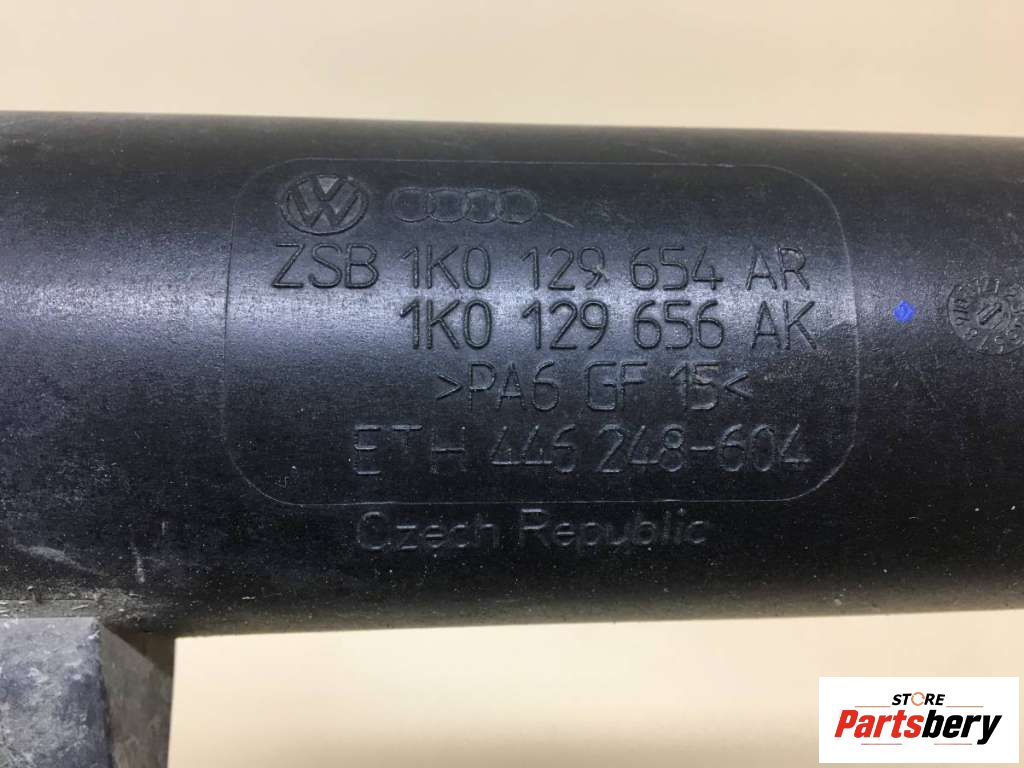 ZSB 1K0 129 654 AR
1K0 129 656 AK
>PA6 GF 15<
ETH 446 248-604
Czech Republic
STORE
Partsbery